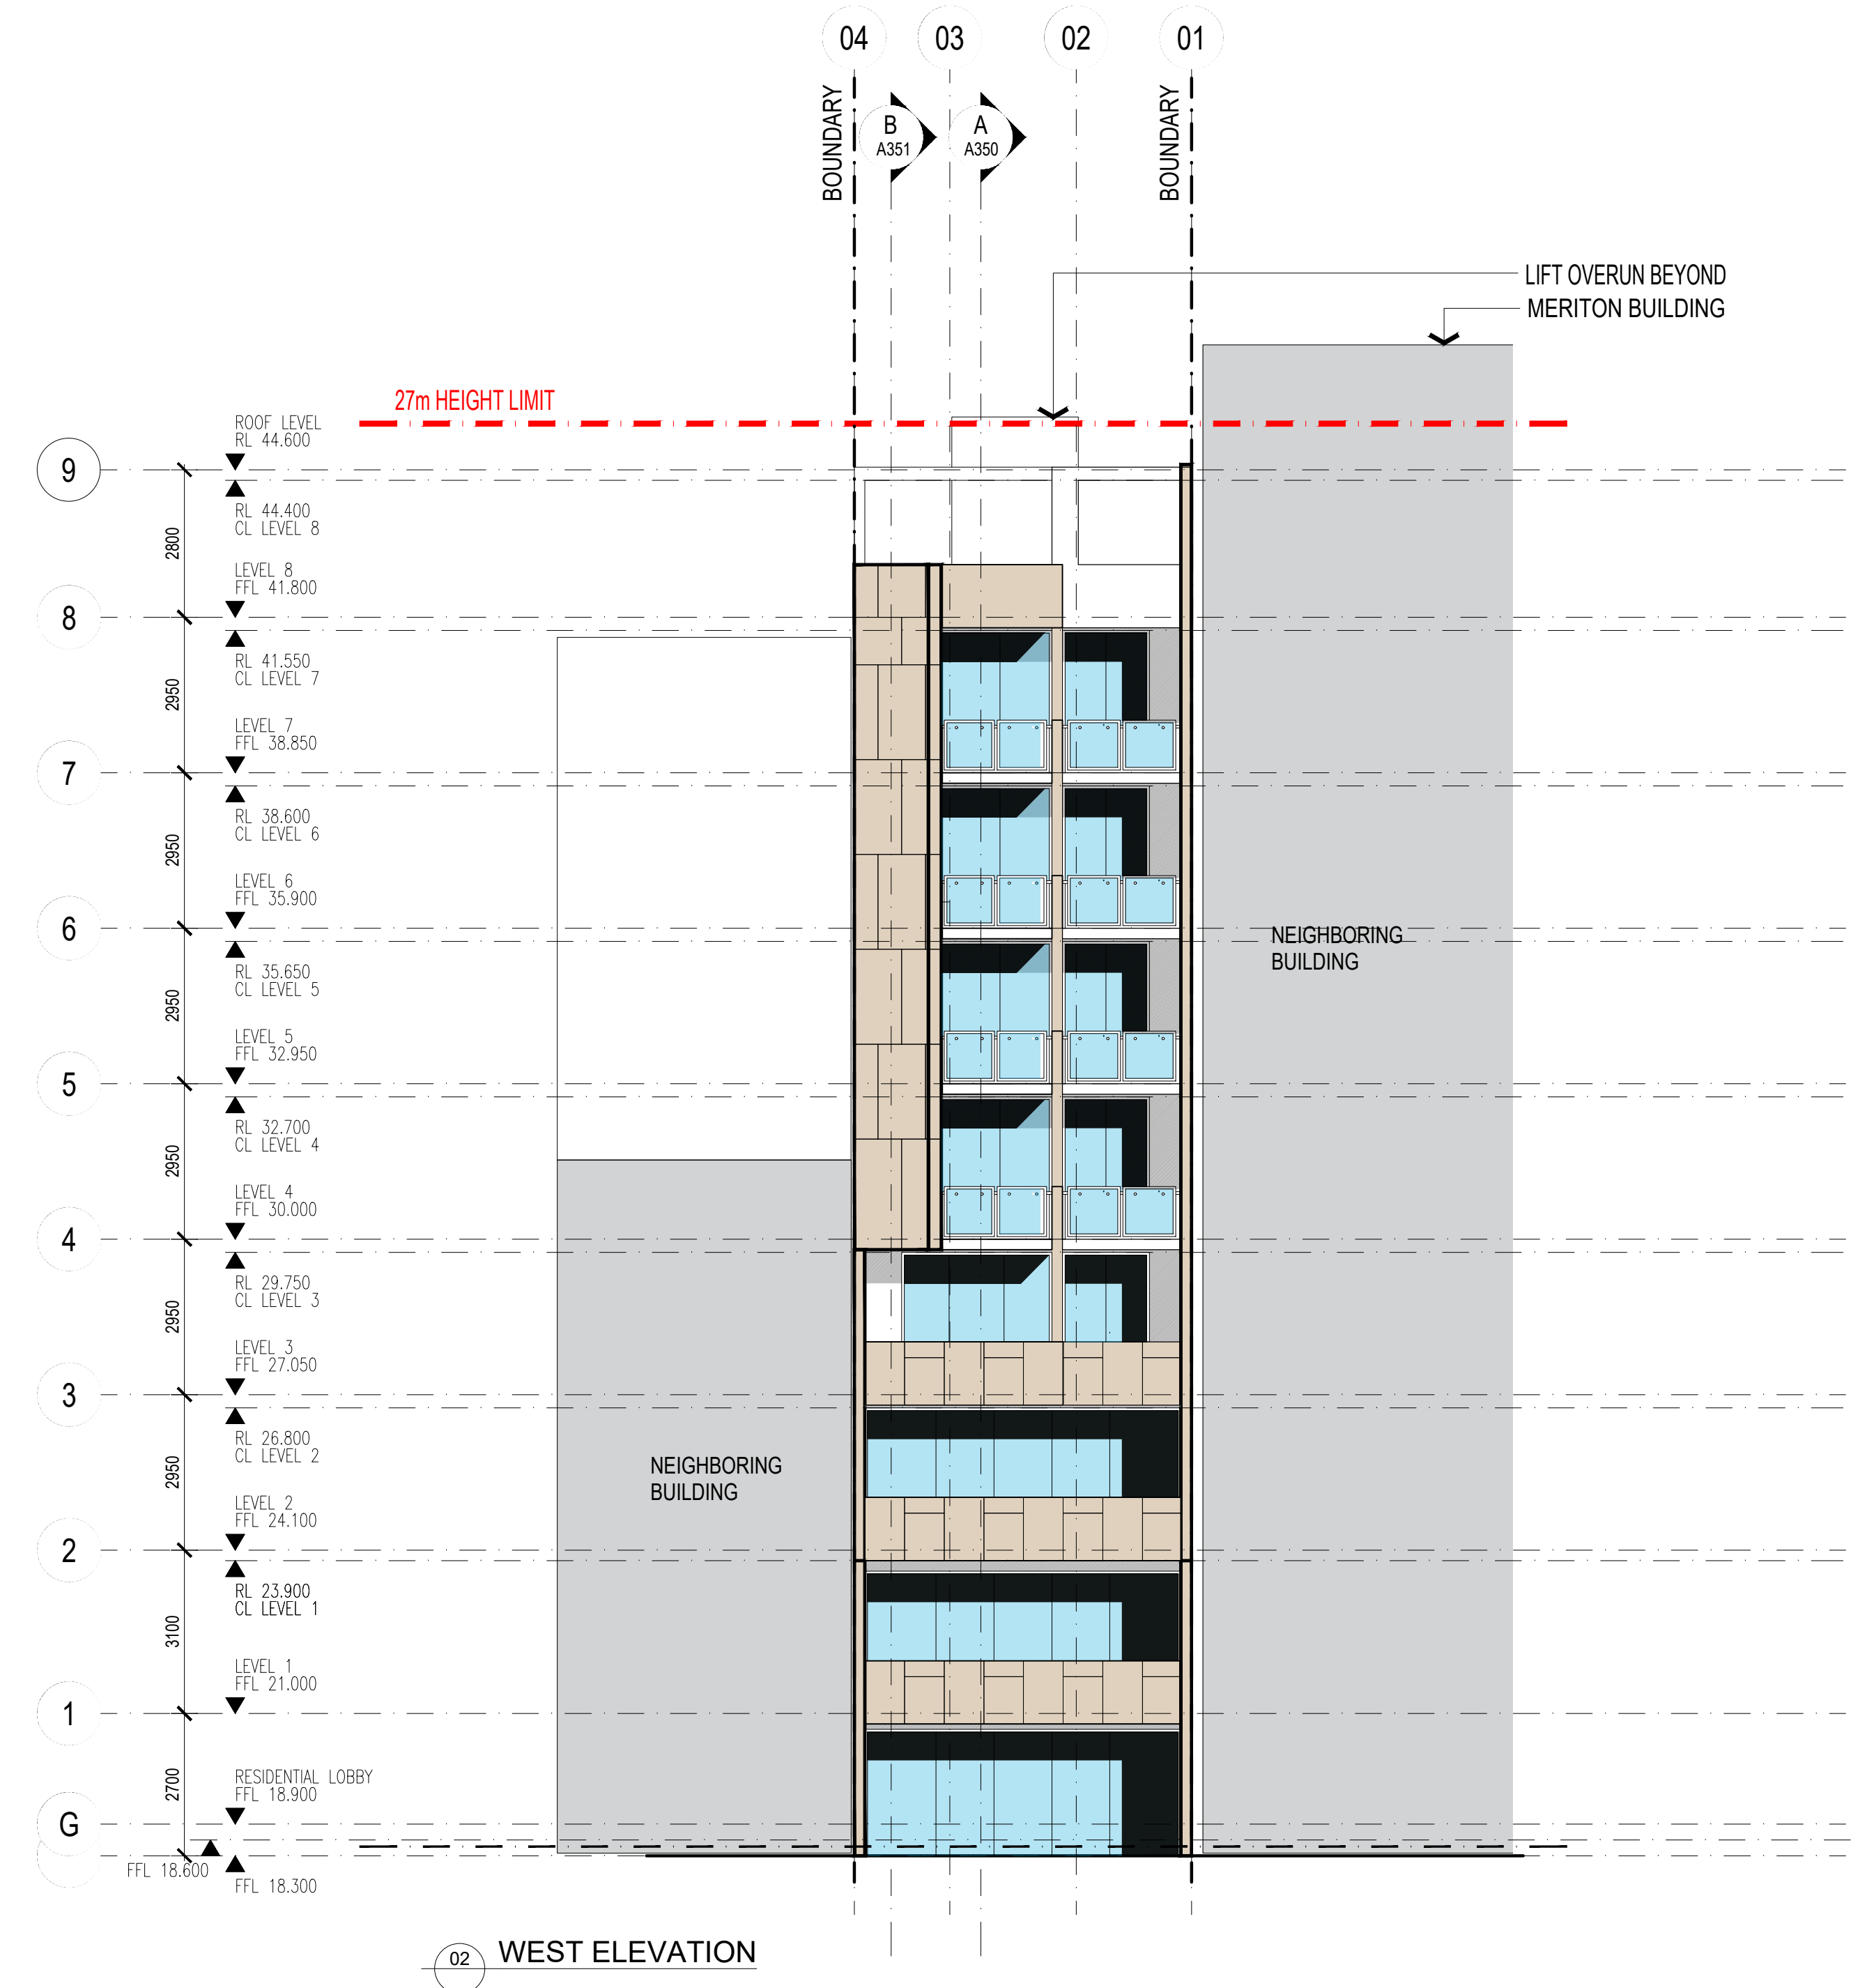 04
03
02
01
BOUNDARY
B
A351
A
A350
BOUNDARY
LIFT OVERUN BEYOND
MERITON BUILDING
27m HEIGHT LIMIT
ROOF LEVEL
RL 44.600
9
RL 44.400
CL LEVEL 8
2800
LEVEL 8
FFL 41.800
8
RL 41.550
CL LEVEL 7
2950
LEVEL 7
FFL 38.850
7
RL 38.600
CL LEVEL 6
2950
LEVEL 6
FFL 35.900
6
NEIGHBORING
BUILDING
RL 35.650
CL LEVEL 5
2950
LEVEL 5
FFL 32.950
5
RL 32.700
CL LEVEL 4
2950
LEVEL 4
FFL 30.000
4
RL 29.750
CL LEVEL 3
2950
LEVEL 3
FFL 27.050
3
RL 26.800
CL LEVEL 2
2950
NEIGHBORING
BUILDING
LEVEL 2
FFL 24.100
2
RL 23.900
CL LEVEL 1
3100
LEVEL 1
FFL 21.000
1
2700
RESIDENTIAL LOBBY
FFL 18.900
G
FFL 18.600
FFL 18.300
02
WEST ELEVATION